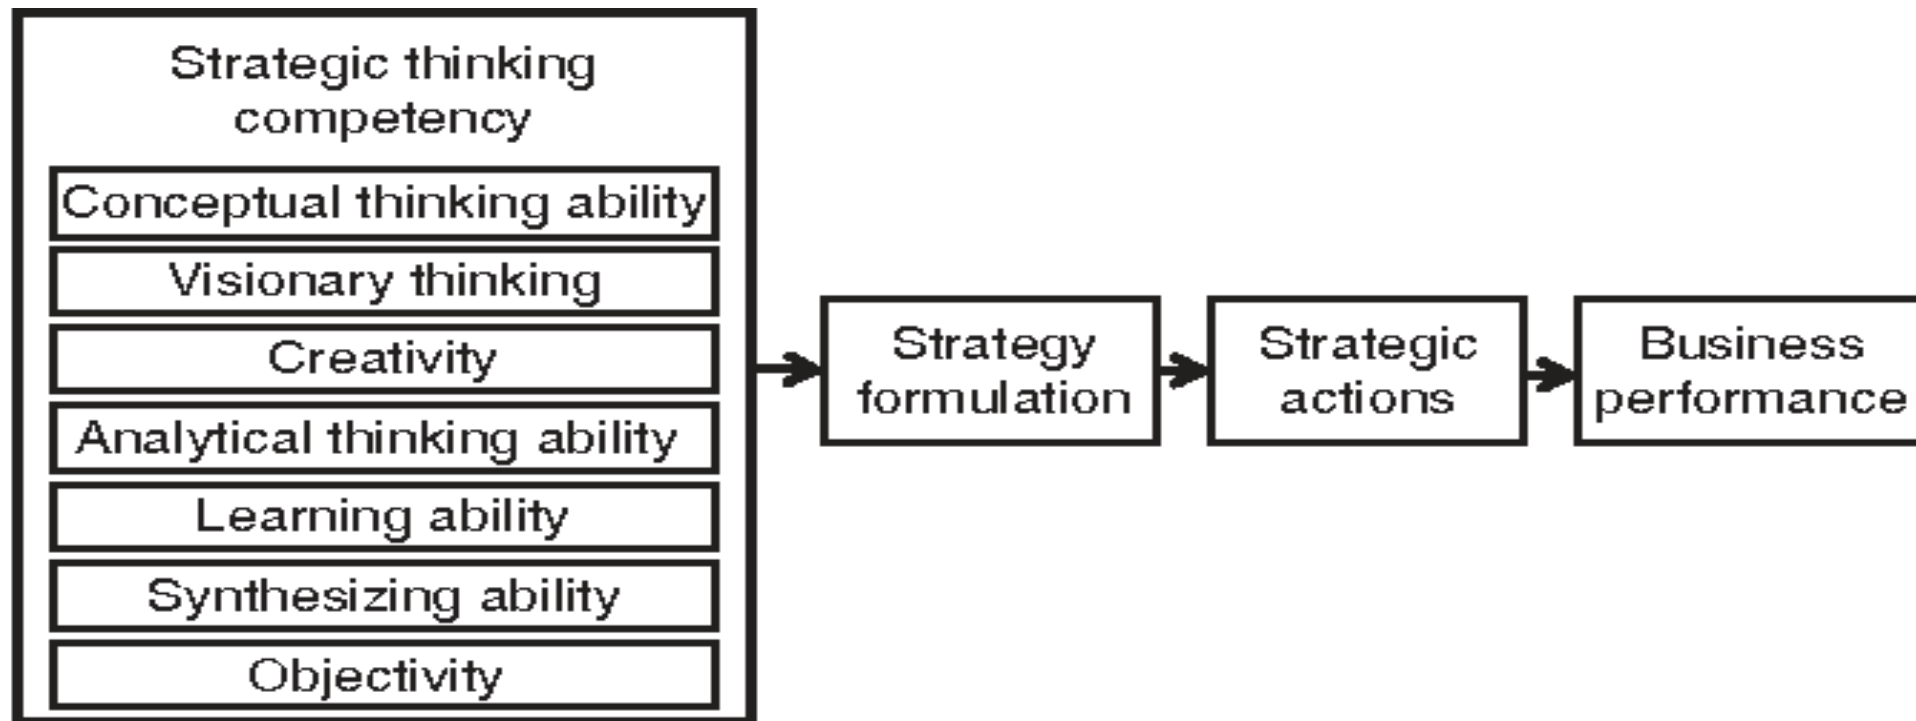 Strategic thinking
competency
Conceptual thinking ability
Visionary thinking
Creativity
Analytical thinking ability
Learning ability
Synthesizing ability
Objectivity
Strategy
formulation
Strategic
actions
Business
performance